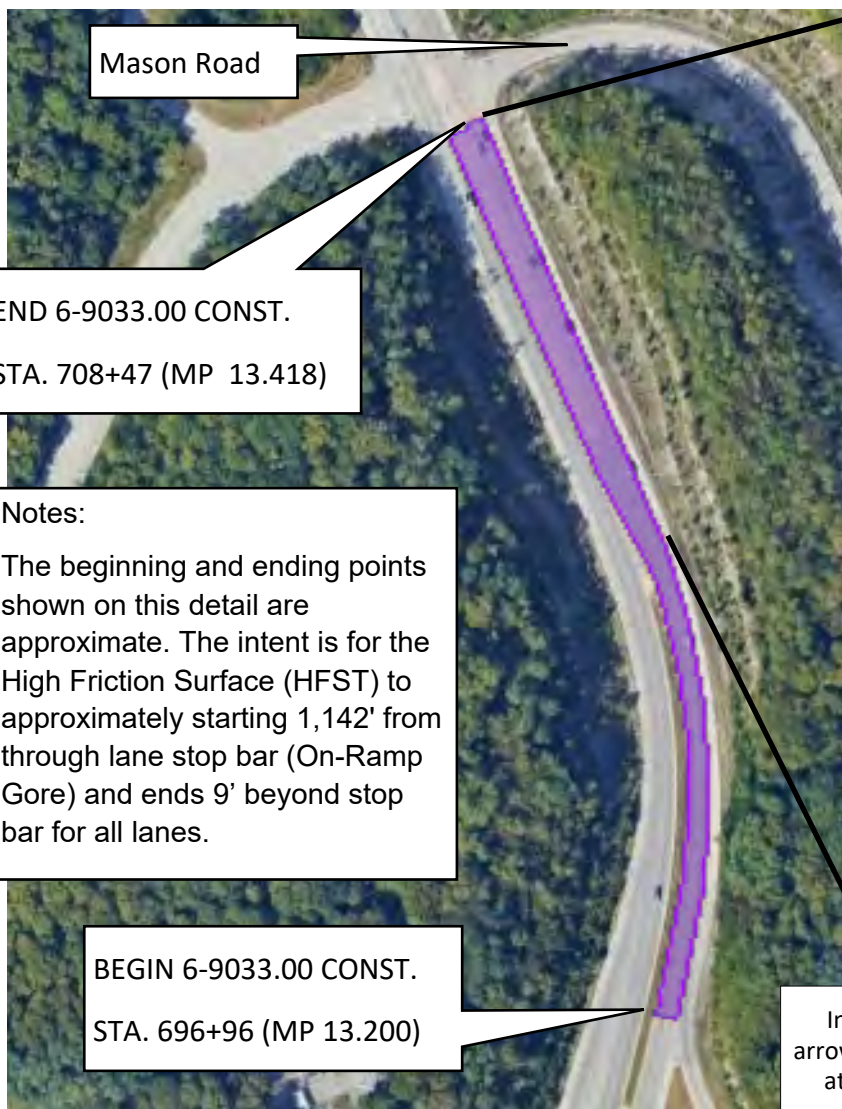 Mason Road
END 6-9033.00 CONST.
STA. 708+47 (MP 13.418)
Notes:
The beginning and ending points
shown on this detail are
approximate. The intent is for the
High Friction Surface (HFST) to
approximately starting 1,142' from
through lane stop bar (On-Ramp
Gore) and ends 9’ beyond stop
bar for all lanes.
BEGIN 6-9033.00 CONST.
STA. 696+96 (MP 13.200)
arrow
at